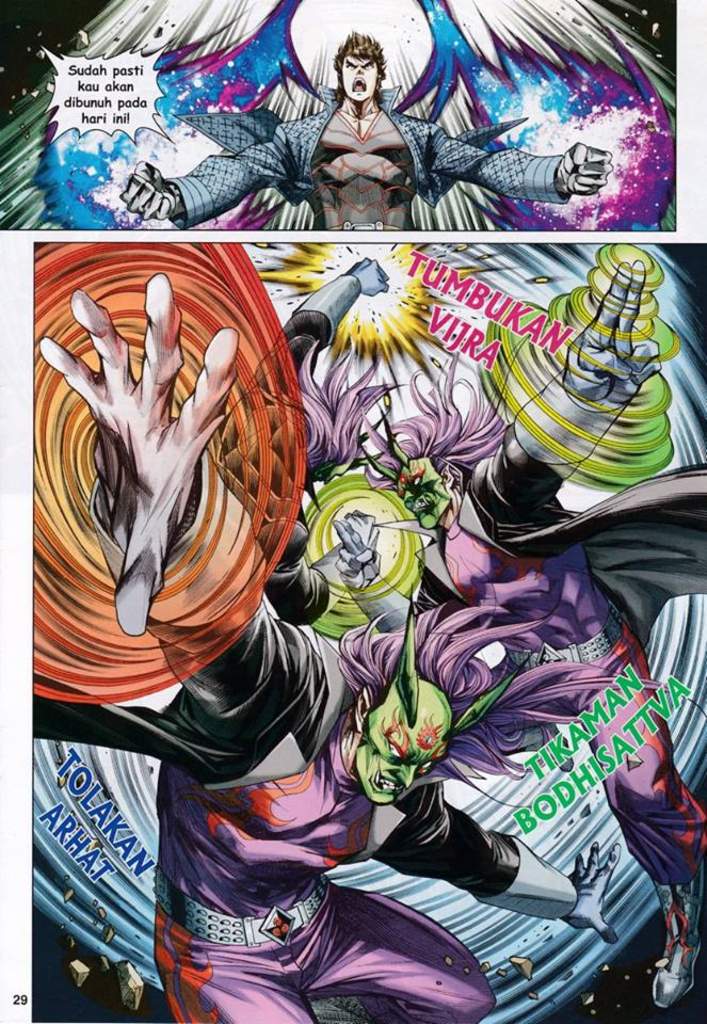 Sudah pasti
kau akan
dibunuh pada
hari ini!
TUMBUKAN
VIJRA
TIKAMAN
BODHISATTVA
TOLAKAN
ARHAT
29